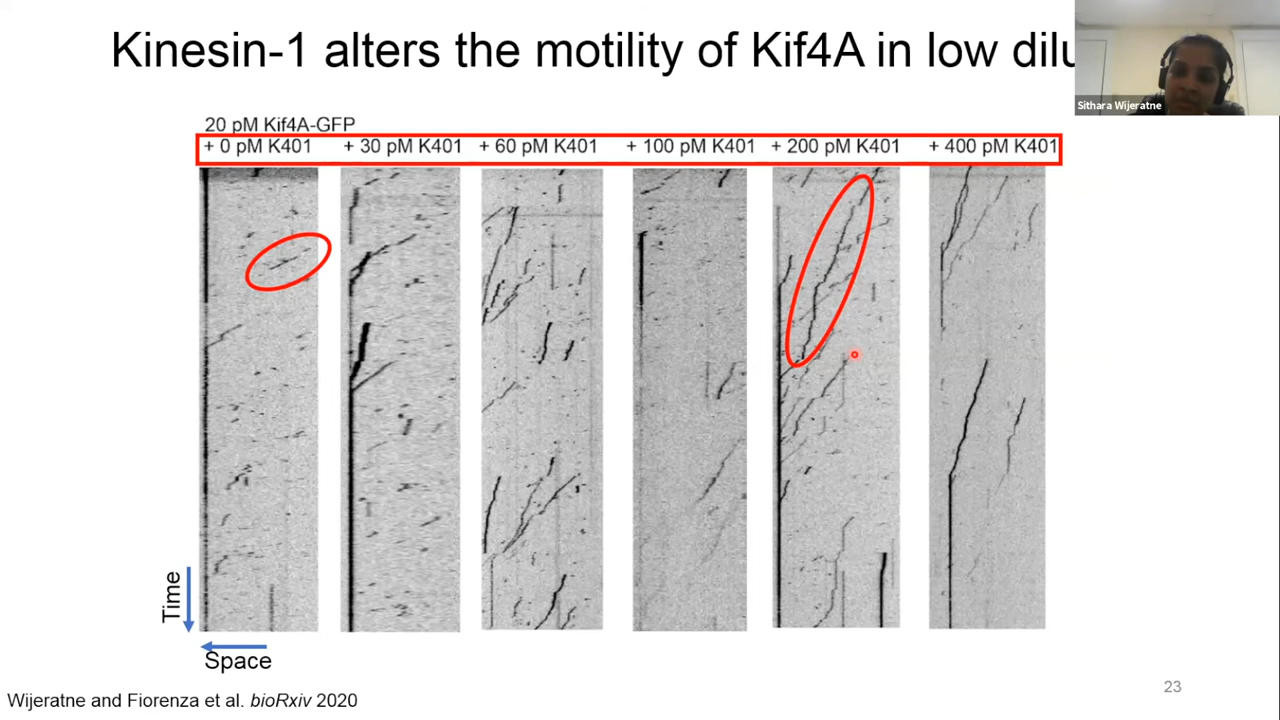 Kinesin-1 alters the motility of Kif4A in low
Sithara Wijeratne
20 pM Kif4A-GFP
+ 0 pM K401 + 30 pM K401 + 60 pM K401 + 100 pM K401 + 200 pM K401 + 400 pM K401
Time
Space
Wijeratne and Fiorenza et al. bioRxiv 2020
23